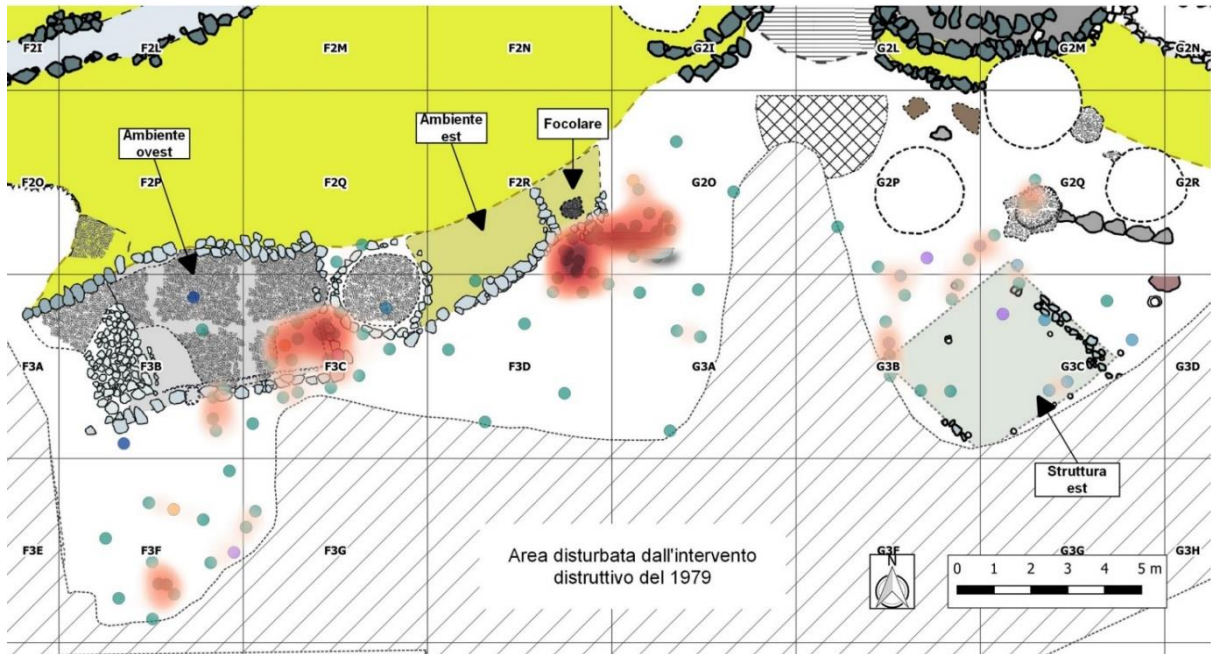 F2I
F2L
F2M
F2N
G2I
G2L
G2M
G2N
Ambiente
ovest
Ambiente
est
Focolare
F2O
F2P
F2Q
F2R
G2O
G2P
G2Q
G2R
F3A
F3B
F3C
F3D
G3A
G3B
G3C
G3D
Struttura
est
F3E
F3F
F3G
Area disturbata dall'intervento
distruttivo del 1979
G3F
G3G
G3H
N
0 1 2 3 4 5 m